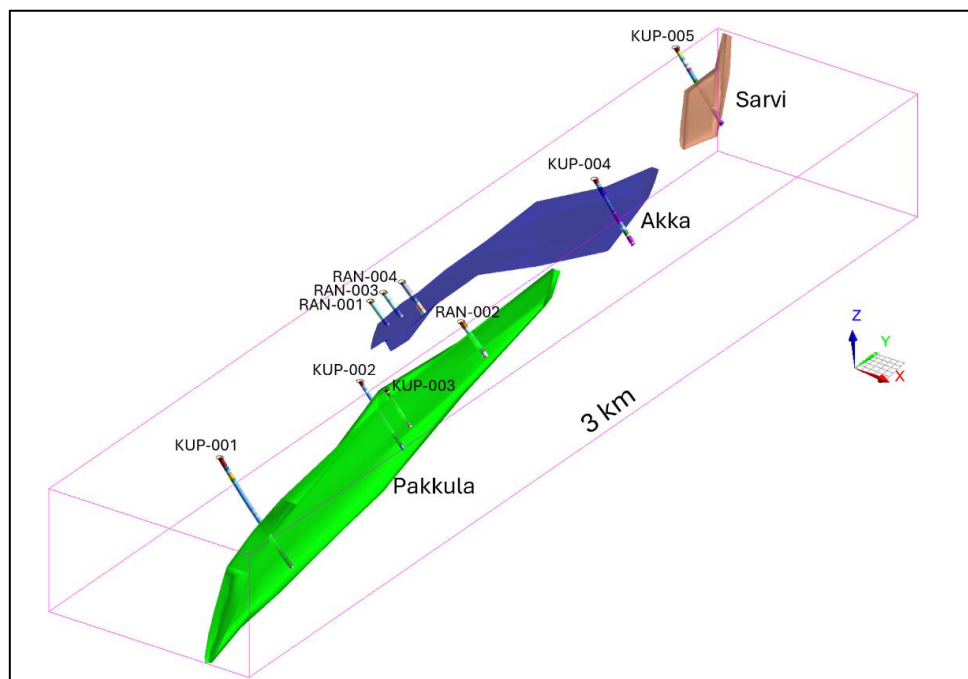 KUP-005
Sarvi
KUP-004
Akka
RAN-004
RAN-003
RAN-001
RAN-002
KUP-002
KUP-003
3 km
KUP-001
Pakkula
Z
Y
X